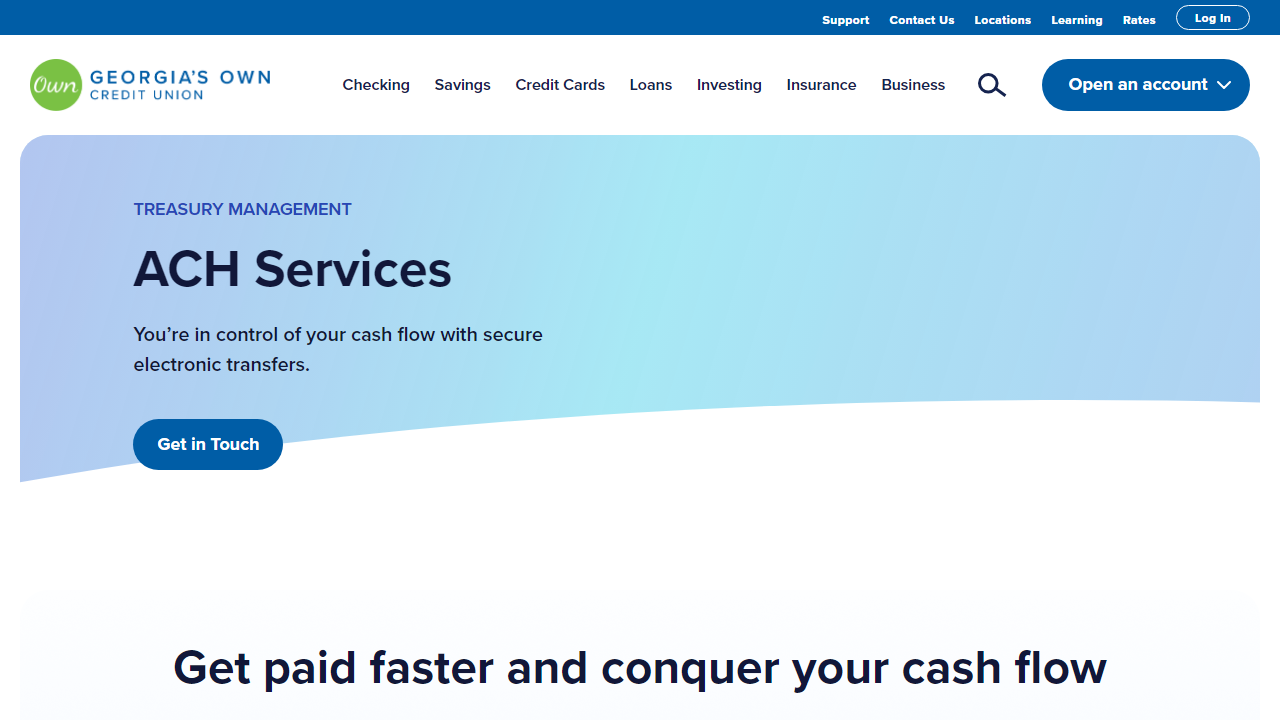 Support Contact Us Locations Learning Rates Log In
Own GEORGIA'S OWN
CREDIT UNION
Checking Savings Credit Cards Loans Investing Insurance Business Open an account
TREASURY MANAGEMENT
ACH Services
You’re in control of your cash flow with secure
electronic transfers.
Get in Touch
Get paid faster and conquer your cash flow